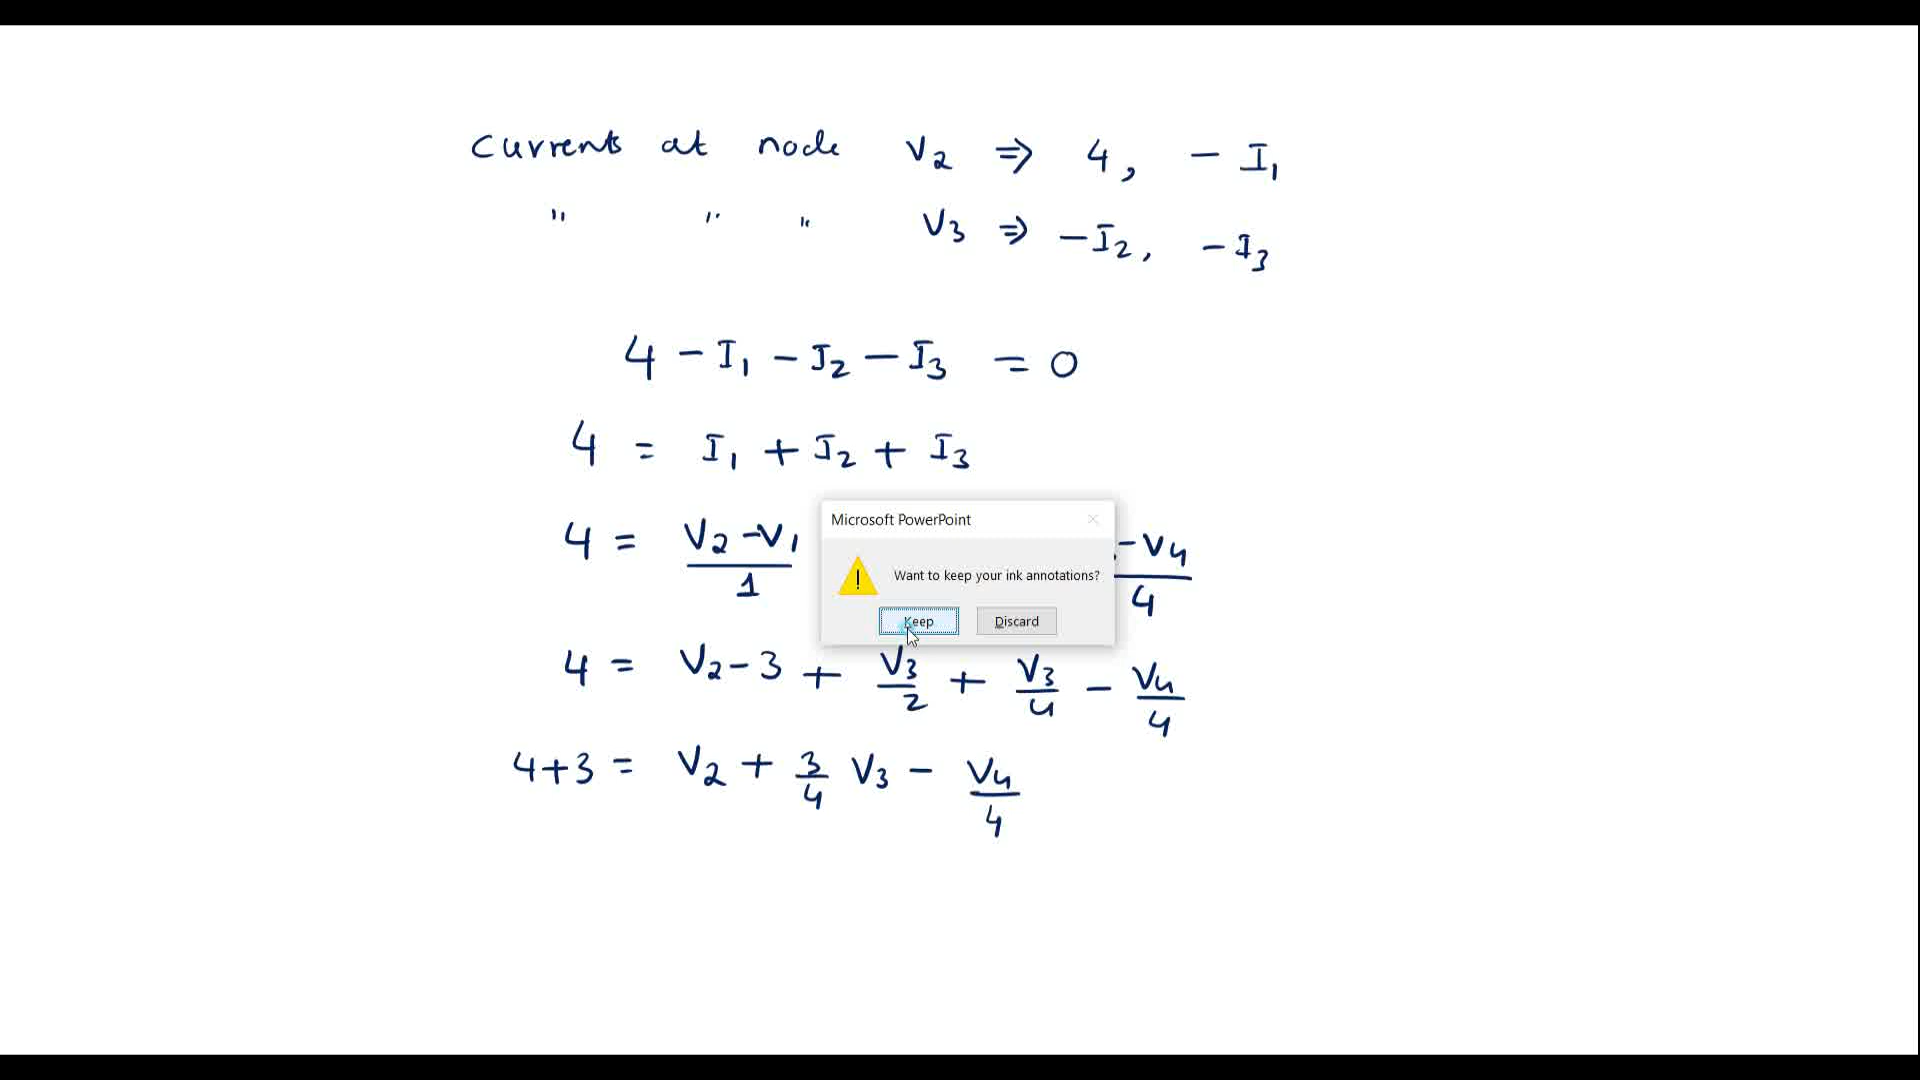 Currents at node V₂ ⇒ 4, - I₁
" " " V₃ ⇒ -I₂, - I₃
4 - I₁ - I₂ - I₃ = 0
4 = I₁ + I₂ + I₃
Microsoft PowerPoint
4 = V₂-V₁/1 -V₄/4
Want to keep your ink annotations?
Keep Discard
4 = V₂-3 + V₃/2 + V₃/4 - V₄/4
4+3 = V₂ + 3/4 V₃ - V₄/4